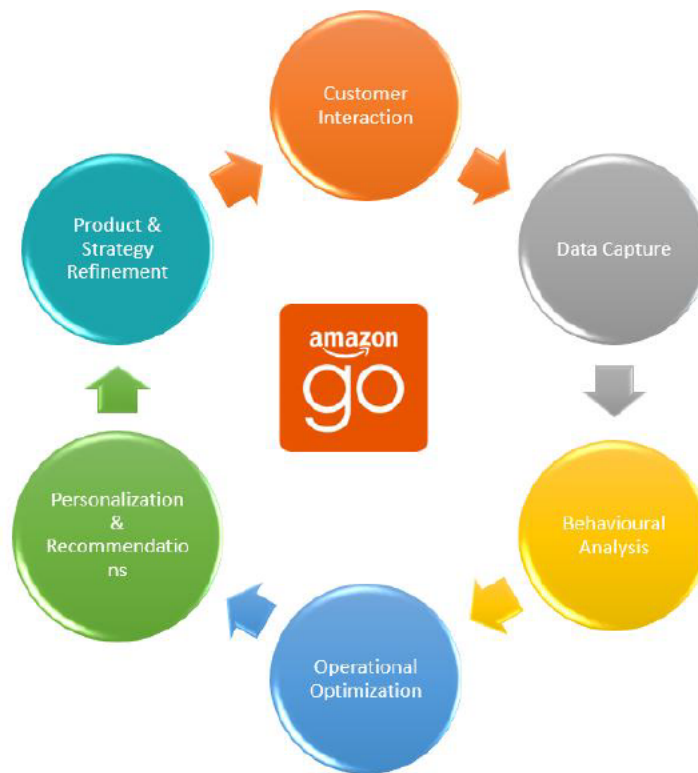 Customer
Interaction
Data Capture
Behavioural
Analysis
Operational
Optimization
Personalization
&
Recommendatio
ns
Product &
Strategy
Refinement
amazon
go